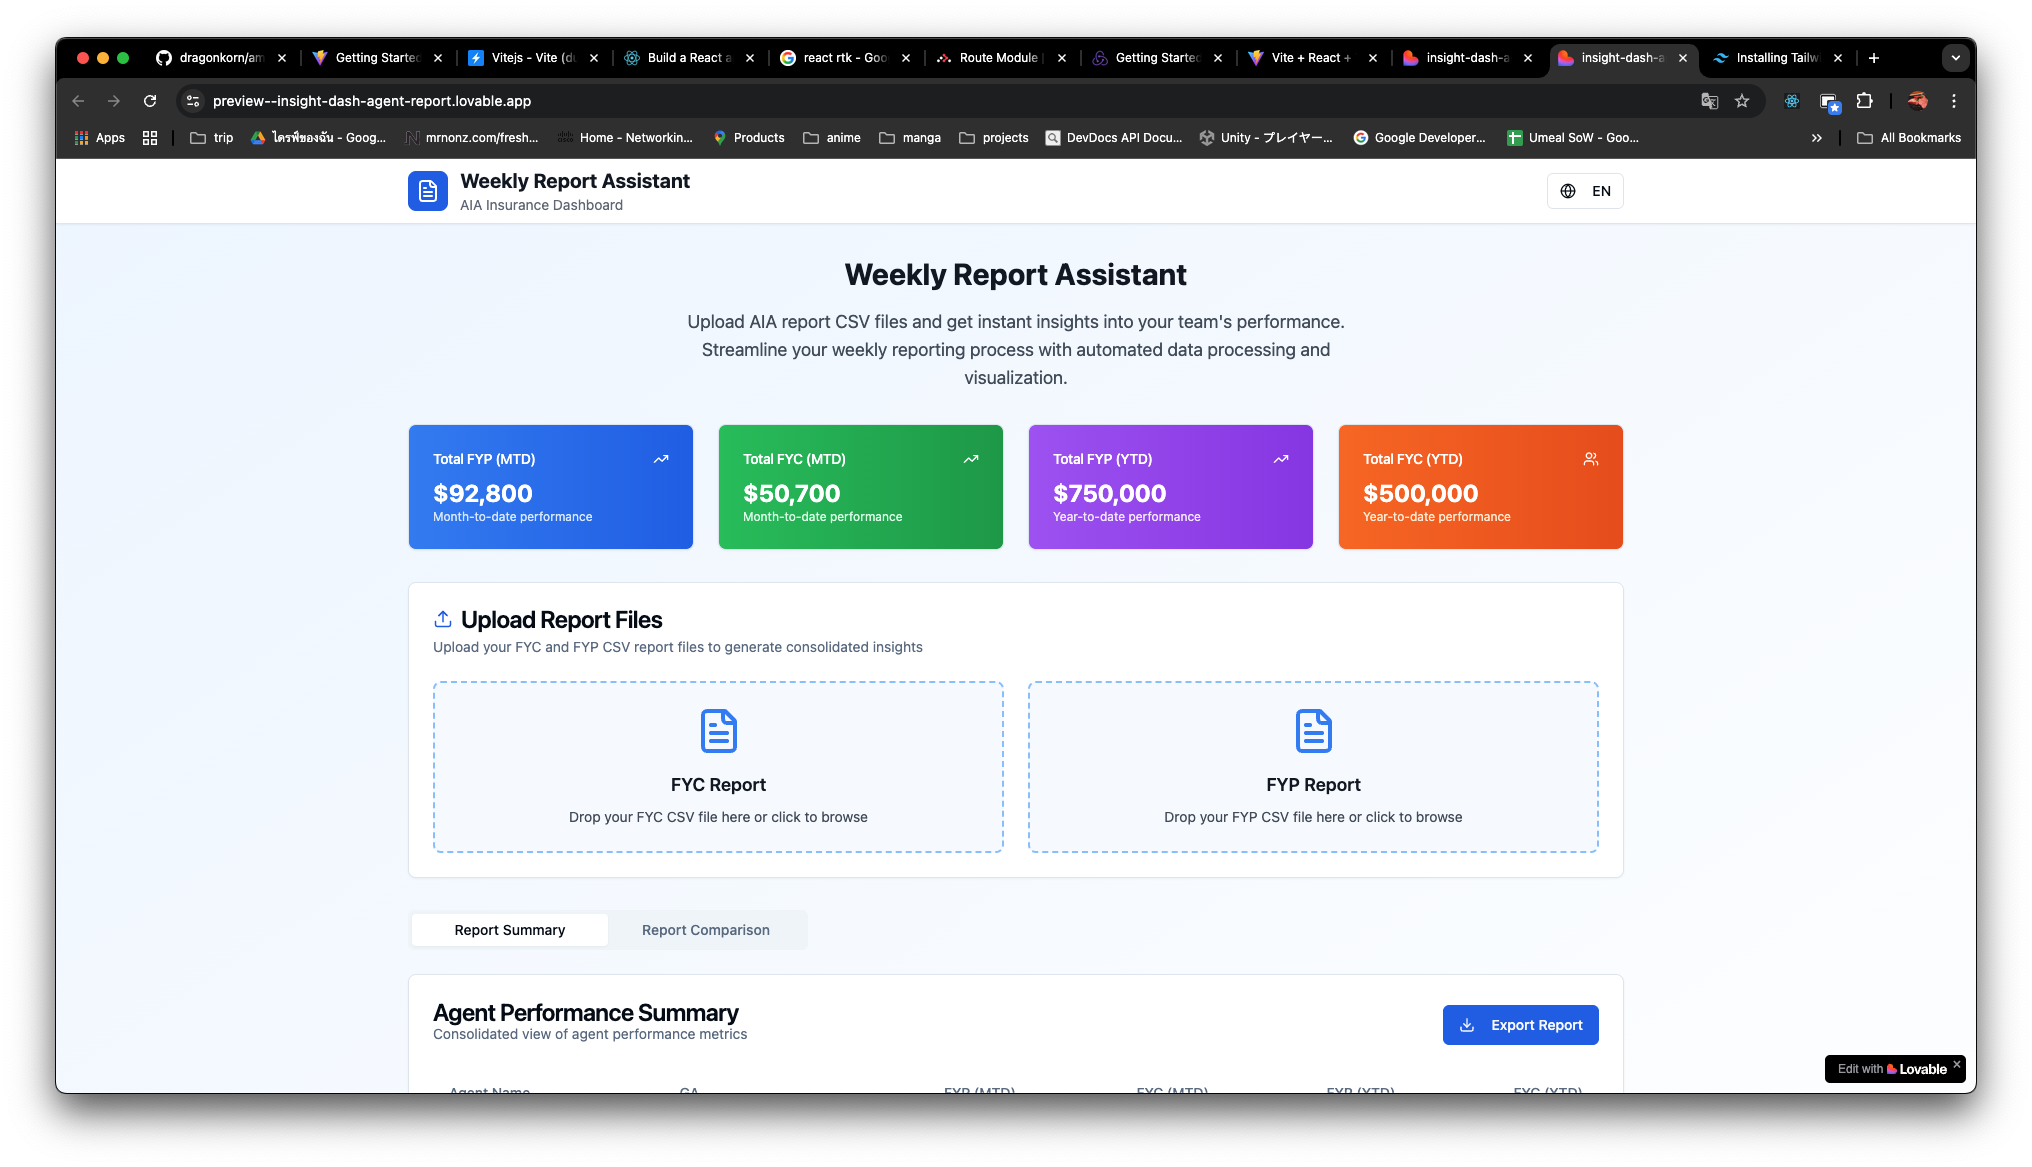 dragonkorn/am
Getting Started
Vitejs - Vite (du
Build a React a
react rtk - Goo
Route Module
Getting Started
Vite + React +
insight-dash-a
insight-dash-a
Installing Tailw
preview--insight-dash-agent-report.lovable.app
Apps
trip
ไดรฟ์ของฉัน - Goog...
mrnonz.com/fresh...
Home - Networkin...
Products
anime
manga
projects
DevDocs API Docu...
Unity - プレイヤー...
Google Developer...
Umeal SoW - Goo...
All Bookmarks
Weekly Report Assistant
AIA Insurance Dashboard
EN
Weekly Report Assistant
Upload AIA report CSV files and get instant insights into your team's performance.
Streamline your weekly reporting process with automated data processing and
visualization.
Total FYP (MTD)
$92,800
Month-to-date performance
Total FYC (MTD)
$50,700
Month-to-date performance
Total FYP (YTD)
$750,000
Year-to-date performance
Total FYC (YTD)
$500,000
Year-to-date performance
Upload Report Files
Upload your FYC and FYP CSV report files to generate consolidated insights
FYC Report
Drop your FYC CSV file here or click to browse
FYP Report
Drop your FYP CSV file here or click to browse
Report Summary
Report Comparison
Agent Performance Summary
Consolidated view of agent performance metrics
Export Report
Agent Name
GA
FYP (MTD)
FYC (MTD)
FYP (YTD)
FYC (YTD)
Edit with Lovable